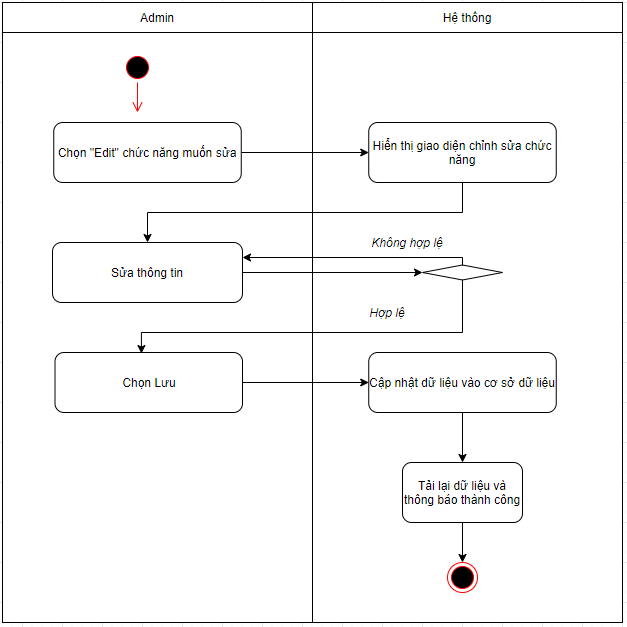 Admin
Hệ thống
Chọn "Edit" chức năng muốn sửa
Hiển thị giao diện chỉnh sửa chức
năng
Không hợp lệ
Sửa thông tin
Hợp lệ
Chọn Lưu
Cập nhật dữ liệu vào cơ sở dữ liệu
Tải lại dữ liệu và
thông báo thành công